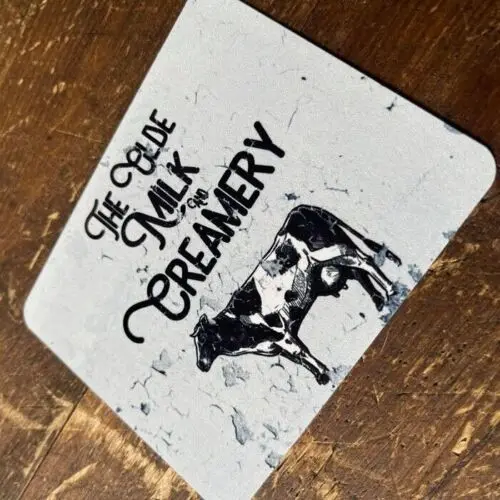 The Olde
Milk and
Creamery